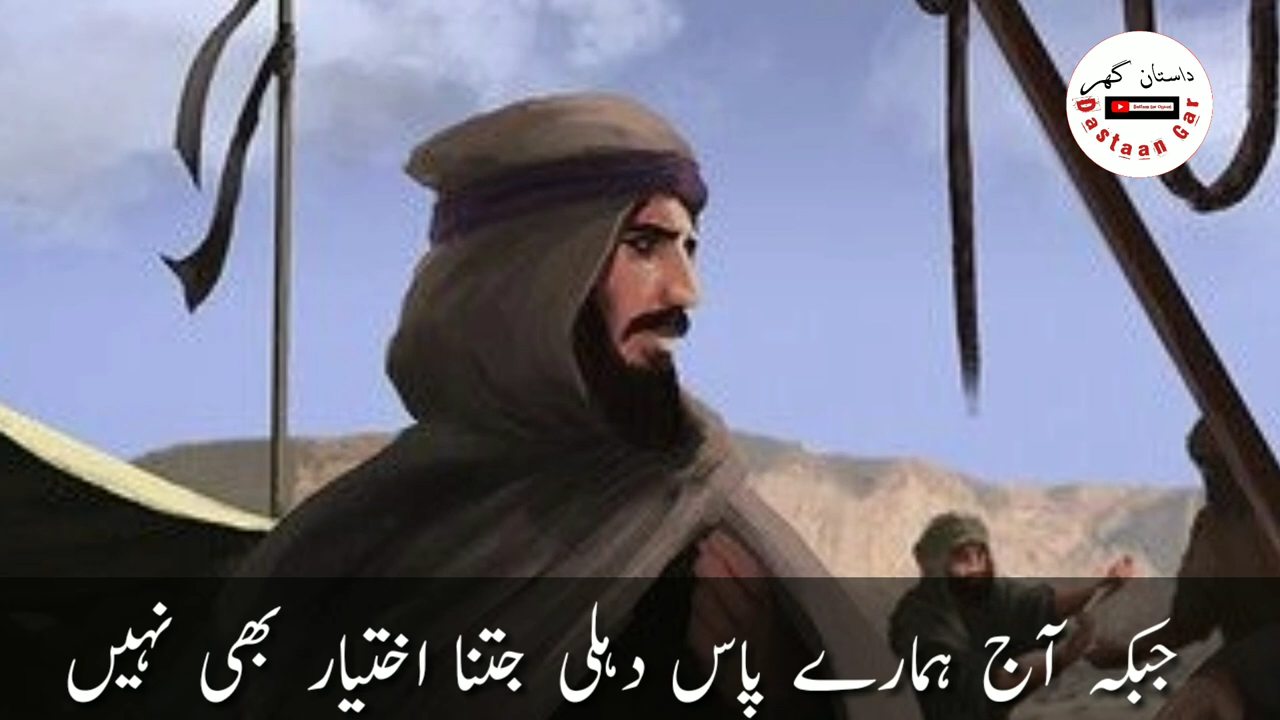 داستان گھر
Dastaan Gar
جبکہ آج ہمارے پاس دہلی جتنا اختیار بھی نہیں